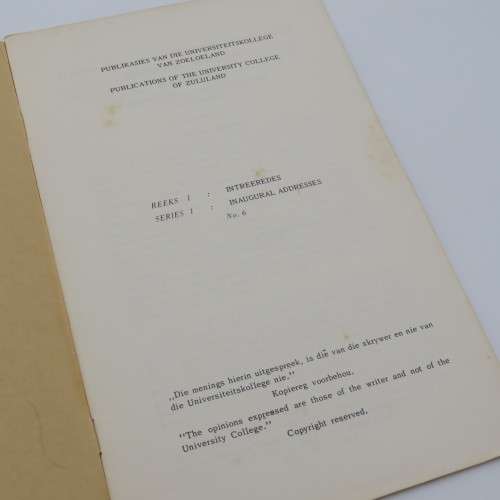 PUBLIKASIES VAN DIE UNIVERSITEITSKOLLEGE
VAN ZOELOELAND
PUBLICATIONS OF THE UNIVERSITY COLLEGE
OF ZULULAND
REEKS 1 : INTREEREDES
SERIES 1 : INAUGURAL ADDRESSES
No. 6
„Die menings hierin uitgespreek, is die van die skrywer en nie van
die Universiteitskollege nie.”
Kopiereg voorbehou.
"The opinions expressed are those of the writer and not of the
University College."
Copyright reserved.